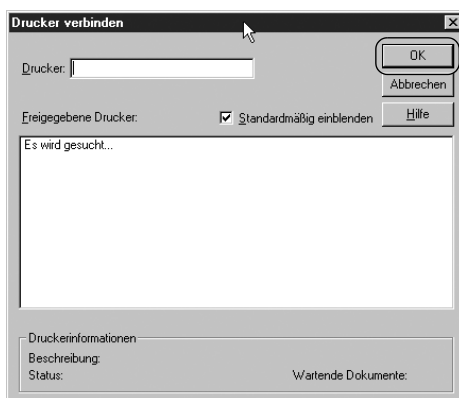 Drucker verbinden
Drucker:
OK
Abbrechen
Freigegebene Drucker:
Standardmäßig einblenden
Hilfe
Es wird gesucht...
Druckerinformationen
Beschreibung:
Status:
Wartende Dokumente: